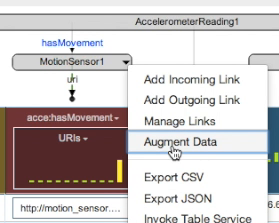 AccelerometerReading1
hasMovement
MotionSensor1
uri
Add Incoming Link
Add Outgoing Link
Manage Links
Augment Data
Export CSV
Export JSON
Invoke Table Service
acce:hasMovement
URIs
http://motion_sensor....